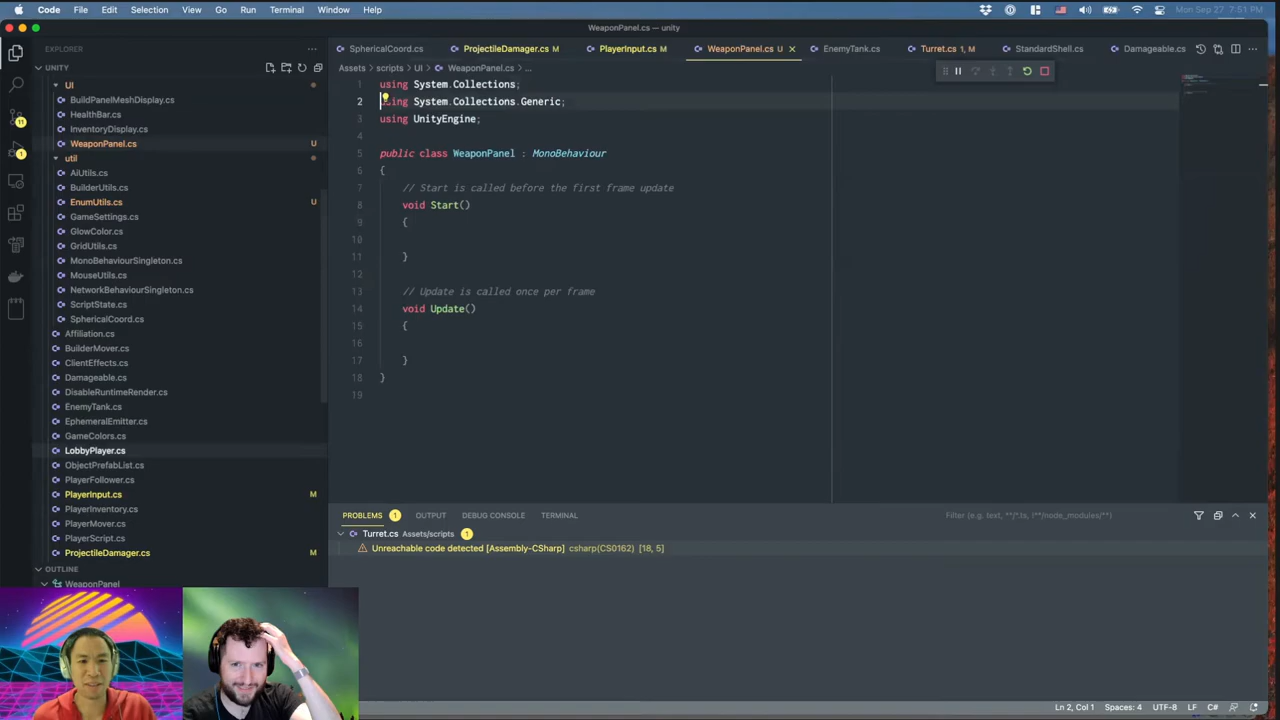 Code File Edit Selection View Go Run Terminal Window Help
Mon Sep 27 7:51 PM
WeaponPanel.cs — unity
EXPLORER
SphericalCoord.cs
ProjectileDamager.cs M
PlayerInput.cs M
WeaponPanel.cs U
EnemyTank.cs
Turret.cs 1, M
StandardShell.cs
Damageable.cs
UNITY
Assets > scripts > UI > WeaponPanel.cs > ...
UI
BuildPanelMeshDisplay.cs
HealthBar.cs
InventoryDisplay.cs
WeaponPanel.cs U
util
AiUtils.cs
BuilderUtils.cs
EnumUtils.cs U
GameSettings.cs
GlowColor.cs
GridUtils.cs
MonoBehaviourSingleton.cs
MouseUtils.cs
NetworkBehaviourSingleton.cs
ScriptState.cs
SphericalCoord.cs
Affiliation.cs
BuilderMover.cs
ClientEffects.cs
Damageable.cs
DisableRuntimeRender.cs
EnemyTank.cs
EphemeralEmitter.cs
GameColors.cs
LobbyPlayer.cs
ObjectPrefabList.cs
PlayerFollower.cs
PlayerInput.cs M
PlayerInventory.cs
PlayerMover.cs
PlayerScript.cs
ProjectileDamager.cs M
OUTLINE
WeaponPanel
11
1
1 using System.Collections;
2 using System.Collections.Generic;
3 using UnityEngine;
4
5 public class WeaponPanel : MonoBehaviour
6 {
7 // Start is called before the first frame update
8 void Start()
9 {
10
11 }
12
13 // Update is called once per frame
14 void Update()
15 {
16
17 }
18 }
19
PROBLEMS 1 OUTPUT DEBUG CONSOLE TERMINAL
Filter (e.g. text, **/*.ts, !**/node_modules/**)
Turret.cs Assets/scripts 1
Unreachable code detected [Assembly-CSharp] csharp(CS0162) [18, 5]
Ln 2, Col 1 Spaces: 4 UTF-8 LF C#